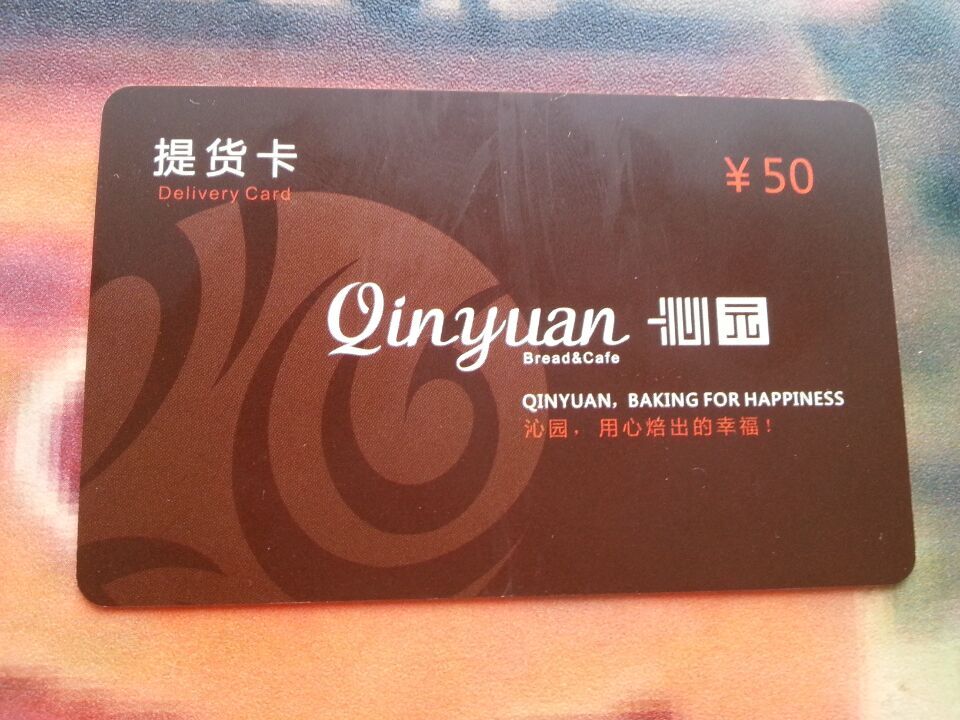 提货卡
Delivery Card
¥50
Qinyuan 沁园
Bread&Cafe
QINYUAN, BAKING FOR HAPPINESS
沁园，用心焙出的幸福！